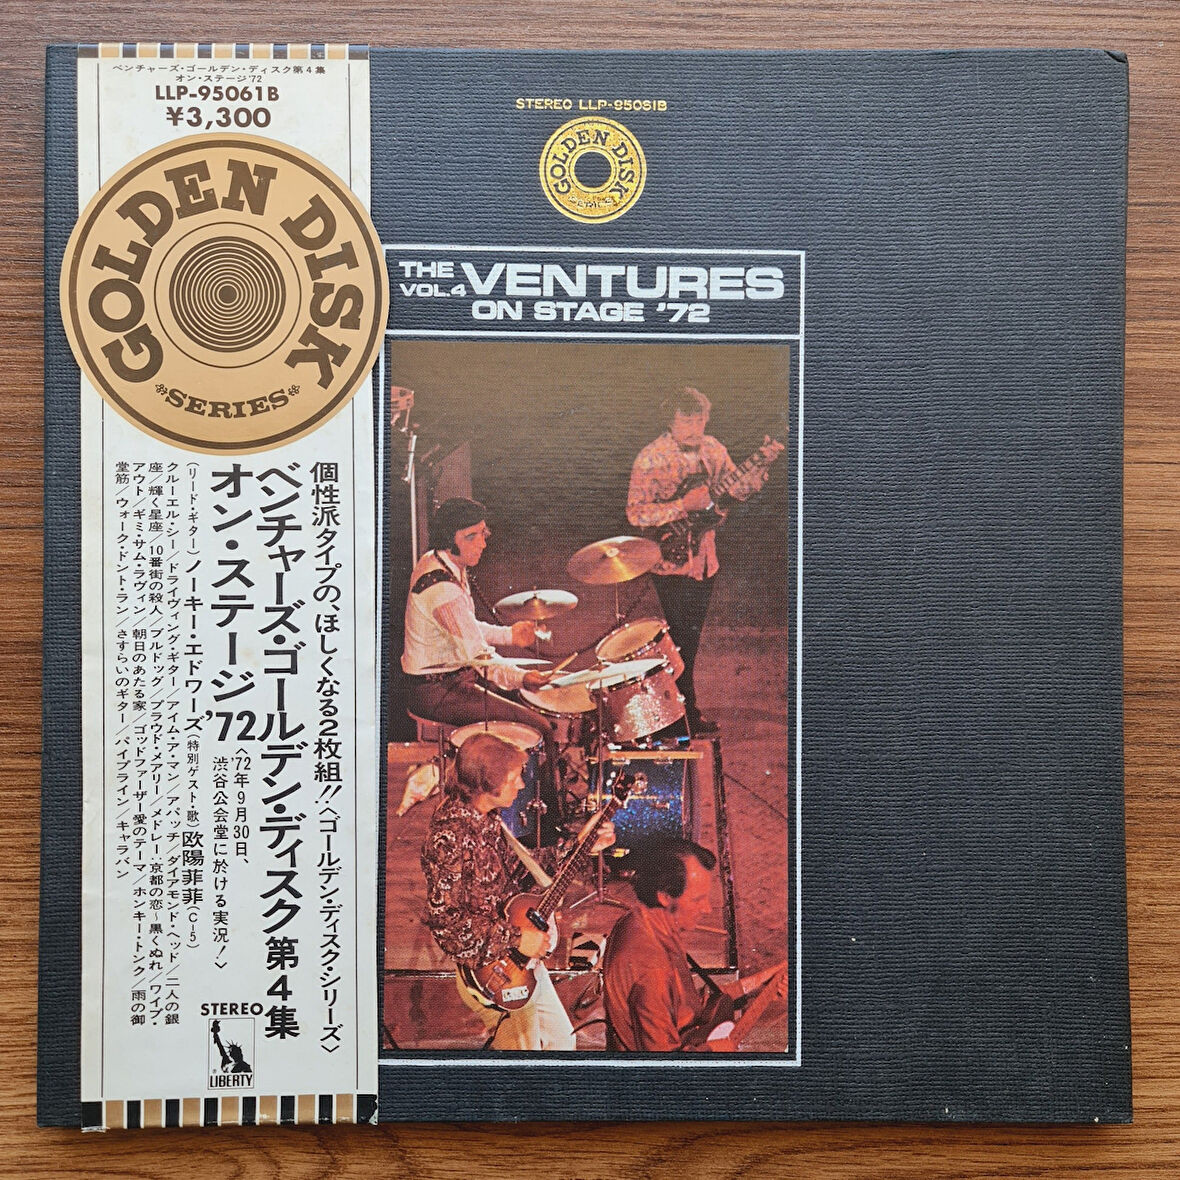 ベンチャーズ・ゴールデン・ディスク第4集
オン・ステージ'72
LLP-95061B
¥3,300
GOLDEN DISK
SERIES
個性派タイプの、ほしくなる2枚組!!〈ゴールデン・ディスク・シリーズ〉
ベンチャーズ・ゴールデン・ディスク第4集
オン・ステージ'72
〈'72年9月30日、
渋谷公会堂に於ける実況!〉
(リード・ギター)ノーキー・エドワーズ(特別ゲスト・歌)欧陽菲菲(C-5)
クルーエル・シー/ドライヴィング・ギター/アイム・ア・マン/アパッチ/ダイアモンド・ヘッド/二人の銀
座/輝く星座/10番街の殺人/ブルドッグ/プラウド・メアリー/メドレー:京都の恋〜黒くぬれ/ワイプ・
アウト/ギミ・サム・ラヴィン/朝日のあたる家/ゴッドファーザー愛のテーマ/ホンキー・トンク/雨の御
堂筋/ウォーク・ドント・ラン/さすらいのギター/パイプライン/キャラバン
STEREO
LIBERTY
STEREO LLP-95061B
GOLDEN DISK
SERIES
THE VENTURES
VOL.4
ON STAGE '72